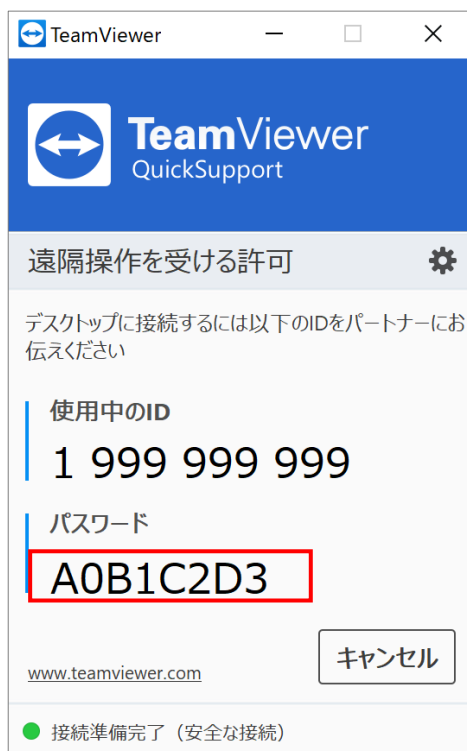 TeamViewer
TeamViewer
QuickSupport
遠隔操作を受ける許可
デスクトップに接続するには以下のIDをパートナーにお
伝えください
使用中のID
1 999 999 999
パスワード
A0B1C2D3
キャンセル
www.teamviewer.com
接続準備完了（安全な接続）